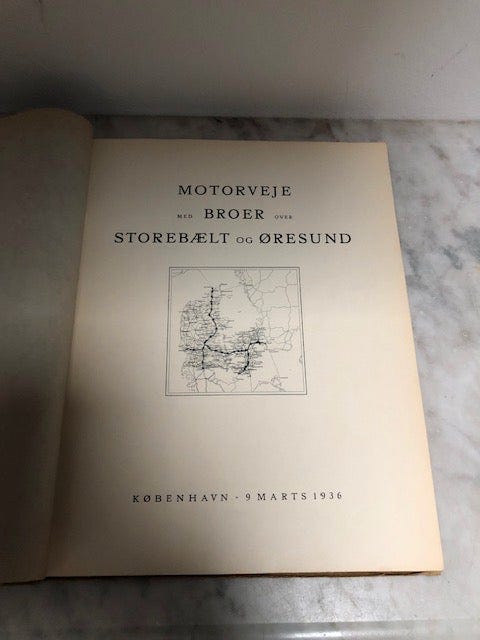 MOTORVEJE
MED BROER OVER
STOREBÆLT OG ØRESUND
KØBENHAVN - 9 MARTS 1936